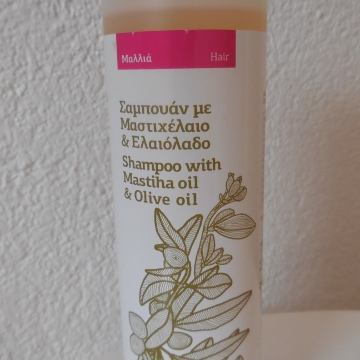 Μαλλιά Hair
Σαμπουάν με
Μαστιχέλαιο
& Ελαιόλαδο
Shampoo with
Mastiha oil
& Olive oil